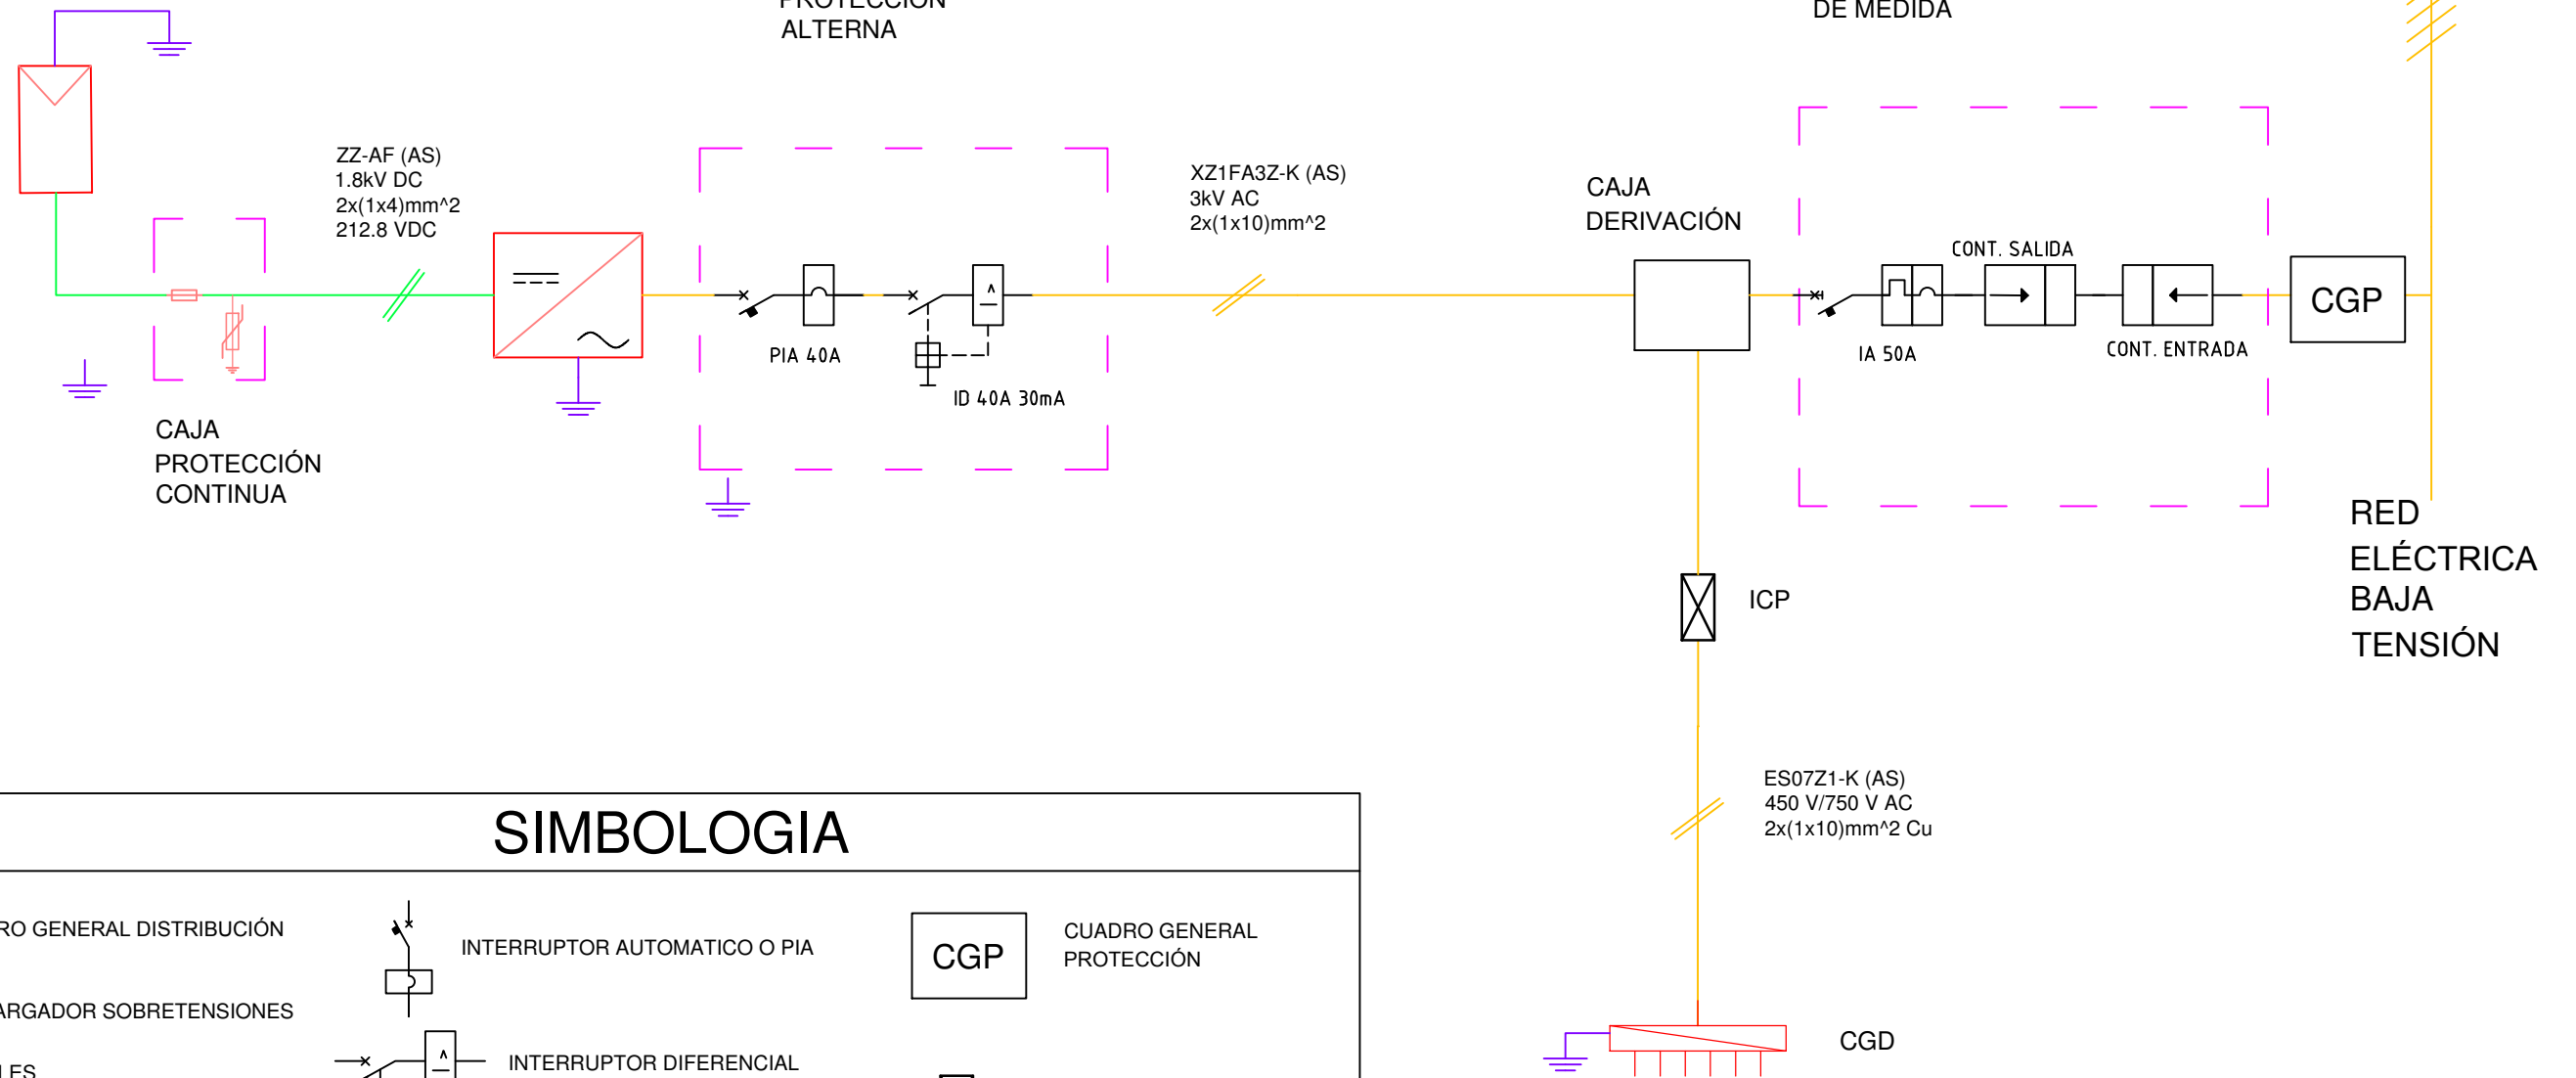 PROTECCIÓN
ALTERNA
DE MEDIDA
ZZ-AF (AS)
1.8kV DC
2x(1x4)mm^2
212.8 VDC
XZ1FA3Z-K (AS)
3kV AC
2x(1x10)mm^2
CAJA
DERIVACIÓN
CONT. SALIDA
CGP
PIA 40A
IA 50A
CONT. ENTRADA
ID 40A 30mA
CAJA
PROTECCIÓN
CONTINUA
RED
ELÉCTRICA
BAJA
TENSIÓN
ICP
ES07Z1-K (AS)
450 V/750 V AC
2x(1x10)mm^2 Cu
CGD
SIMBOLOGIA
RO GENERAL DISTRIBUCIÓN
INTERRUPTOR AUTOMATICO O PIA
CGP
CUADRO GENERAL
PROTECCIÓN
ARGADOR SOBRETENSIONES
INTERRUPTOR DIFERENCIAL
LES